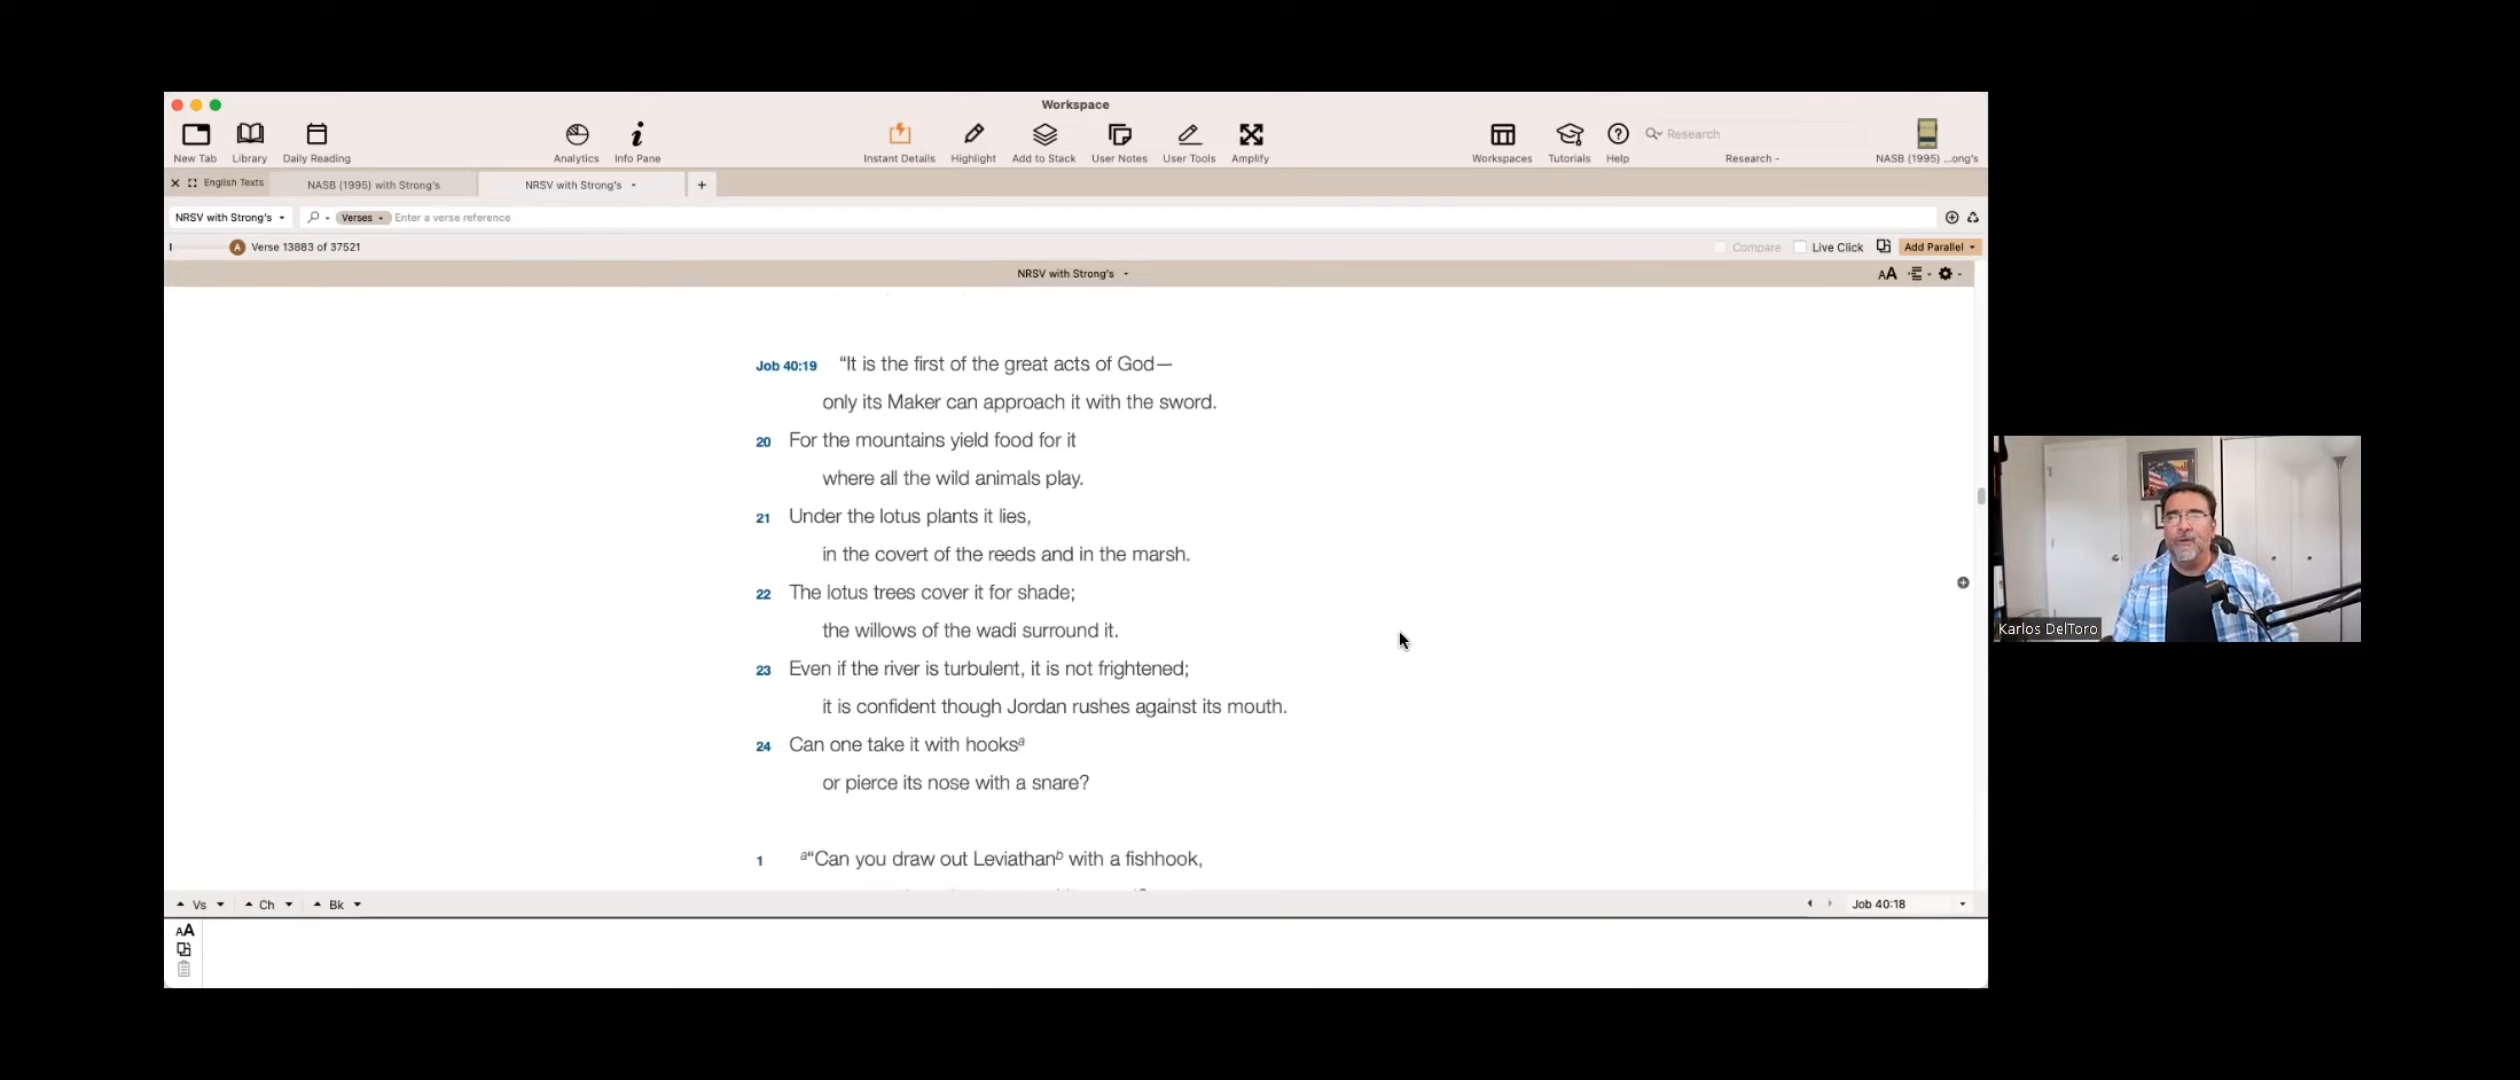 Workspace
New Tab Library Daily Reading Analytics Info Pane Instant Details Highlight Add to Stack User Notes User Tools Amplify Workspaces Tutorials Help Research Research NASB (1995) ...ong's
English Texts NASB (1995) with Strong's NRSV with Strong's +
NRSV with Strong's Verses Enter a verse reference
A Verse 13883 of 37521 Compare Live Click Add Parallel
NRSV with Strong's AA
Job 40:19 “It is the first of the great acts of God—
only its Maker can approach it with the sword.
20 For the mountains yield food for it
where all the wild animals play.
21 Under the lotus plants it lies,
in the covert of the reeds and in the marsh.
22 The lotus trees cover it for shade;
the willows of the wadi surround it.
23 Even if the river is turbulent, it is not frightened;
it is confident though Jordan rushes against its mouth.
24 Can one take it with hooksᵃ
or pierce its nose with a snare?
1 ᵃ“Can you draw out Leviathanᵇ with a fishhook,
Vs Ch Bk Job 40:18
AA
Karlos DelToro